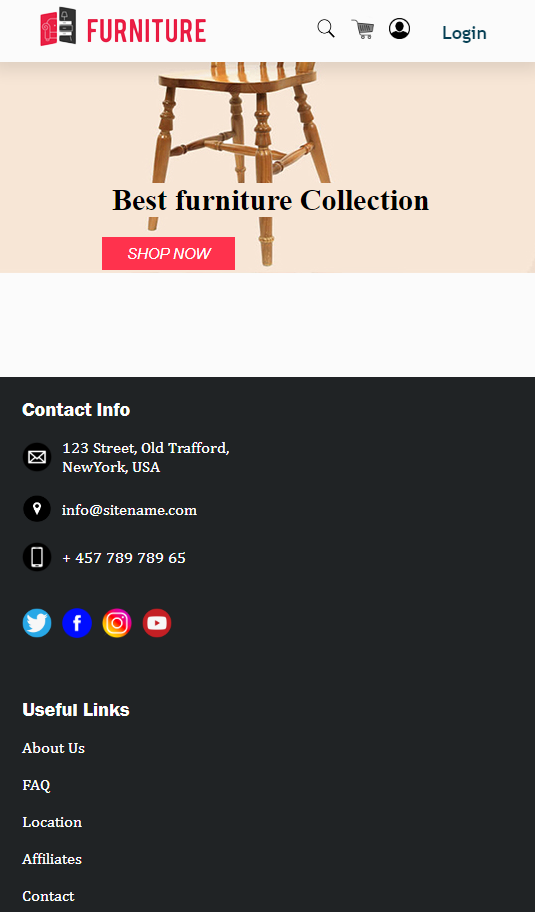 FURNITURE
Login
Best furniture Collection
SHOP NOW
Contact Info
123 Street, Old Trafford,
NewYork, USA
info@sitename.com
+ 457 789 789 65
Useful Links
About Us
FAQ
Location
Affiliates
Contact